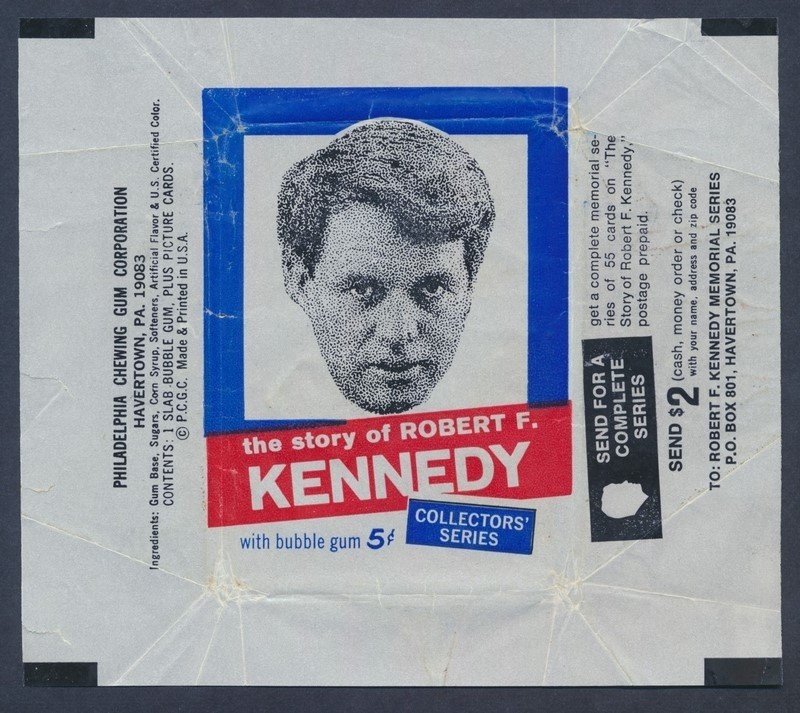 PHILADELPHIA CHEWING GUM CORPORATION
HAVERTOWN, PA. 19083
Ingredients: Gum Base, Sugars, Corn Syrup, Softeners, Artificial Flavor & U.S. Certified Color.
CONTENTS: 1 SLAB BUBBLE GUM, PLUS PICTURE CARDS.
© P.C.G.C. Made & Printed in U.S.A.
the story of ROBERT F.
KENNEDY
with bubble gum 5¢
COLLECTORS'
SERIES
SEND FOR A
COMPLETE
SERIES
get a complete memorial se-
ries of 55 cards on "The
Story of Robert F. Kennedy,"
postage prepaid.
SEND $2 (cash, money order or check)
with your name, address and zip code
TO: ROBERT F. KENNEDY MEMORIAL SERIES
P.O. BOX 801, HAVERTOWN, PA. 19083